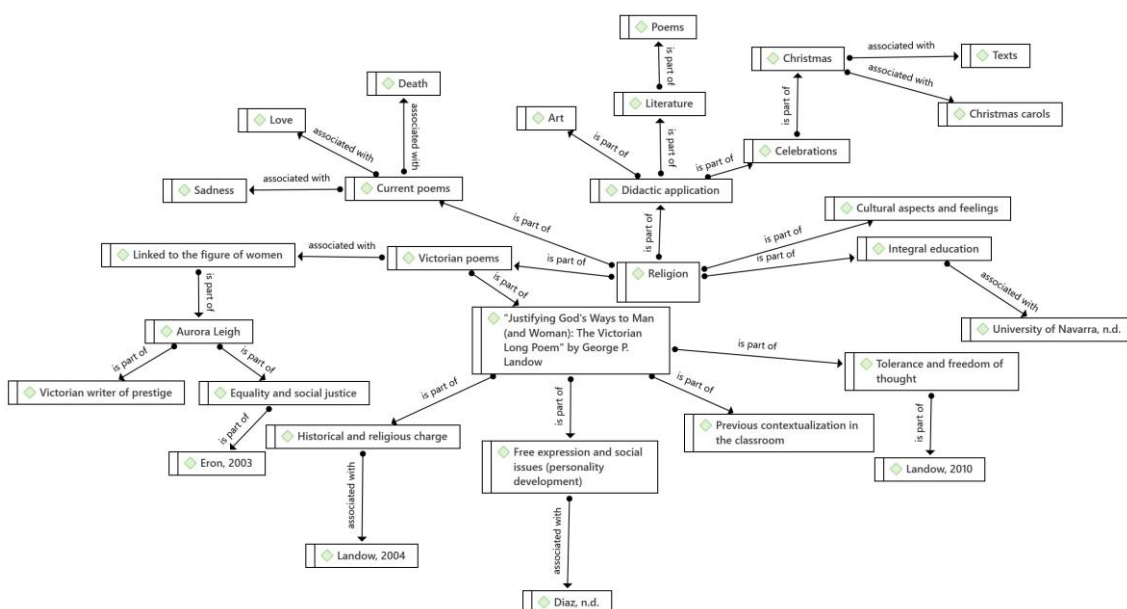 Poems
is part of
Christmas
associated with
Texts
associated with
Christmas carols
Death
Literature
Love
associated with
associated with
Art
is part of
is part of
is part of
is part of
Celebrations
Sadness
associated with
Current poems
Didactic application
is part of
is part of
Cultural aspects and feelings
is part of
Linked to the figure of women
associated with
Victorian poems
is part of
Religion
is part of
Integral education
is part of
is part of
associated with
"Justifying God's Ways to Man
(and Woman): The Victorian
Long Poem" by George P.
Landow
University of Navarra, n.d.
Aurora Leigh
is part of
Tolerance and freedom of
thought
is part of
is part of
Victorian writer of prestige
Equality and social justice
is part of
is part of
is part of
is part of
is part of
Historical and religious charge
Previous contextualization in
the classroom
Eron, 2003
Free expression and social
issues (personality
development)
Landow, 2010
associated with
associated with
Landow, 2004
Diaz, n.d.